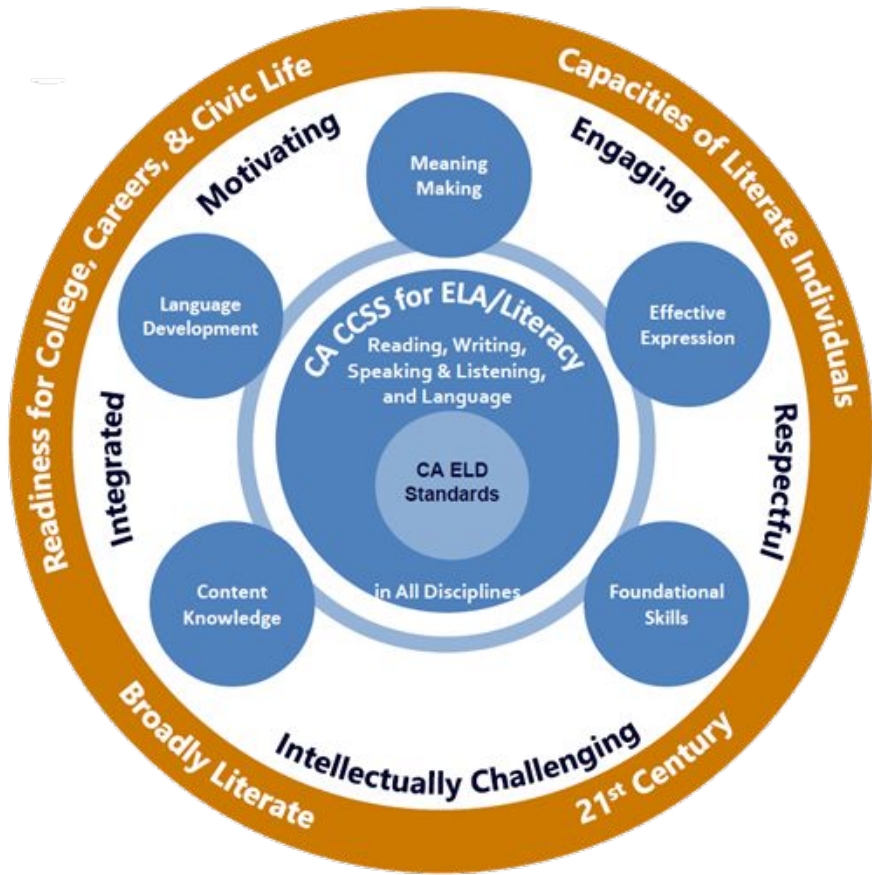 Readiness for College, Careers, & Civic Life
Capacities of Literate Individuals
Motivating
Engaging
Meaning
Making
Language
Development
Effective
Expression
CA CCSS for ELA/Literacy
Reading, Writing,
Speaking & Listening,
and Language
CA ELD
Standards
in All Disciplines
Integrated
Respectful
Content
Knowledge
Foundational
Skills
Intellectually Challenging
Broadly Literate
21st Century